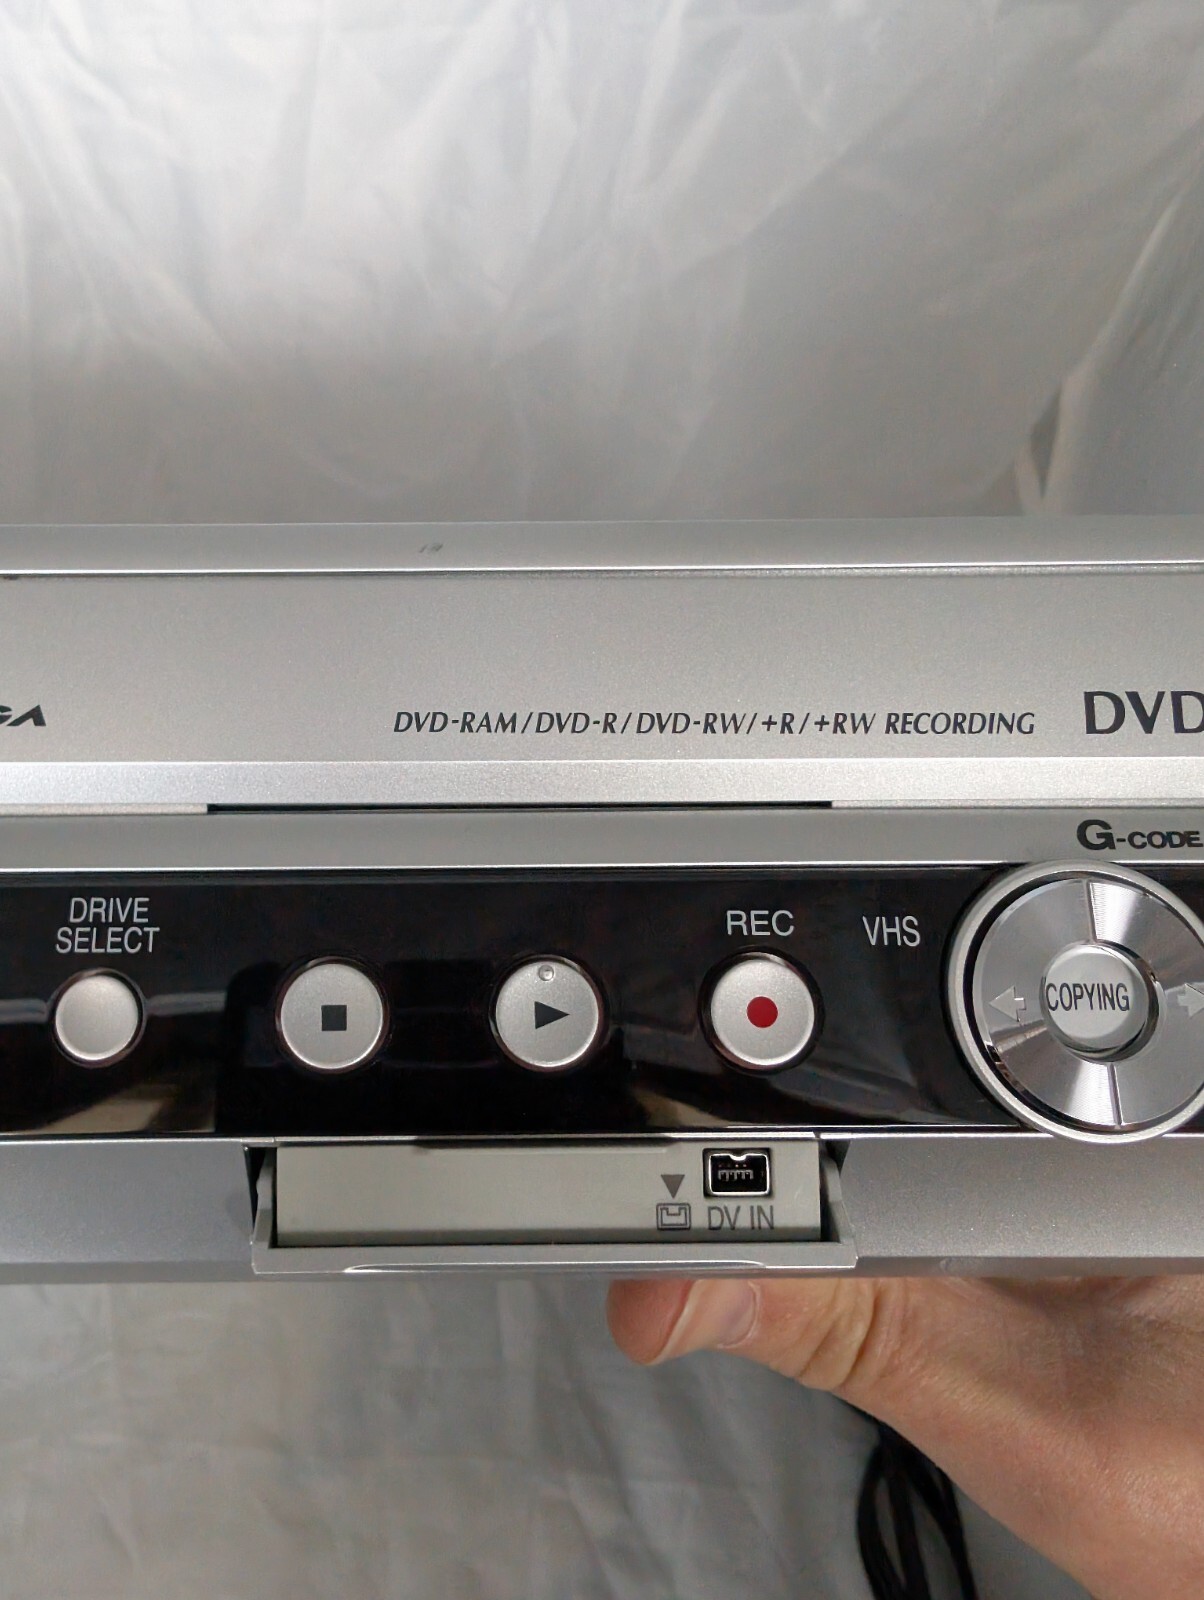 DVD-RAM/DVD-R/DVD-RW/+R/+RW RECORDING
DVD
G-CODE
DRIVE
SELECT
REC
VHS
COPYING
DV IN